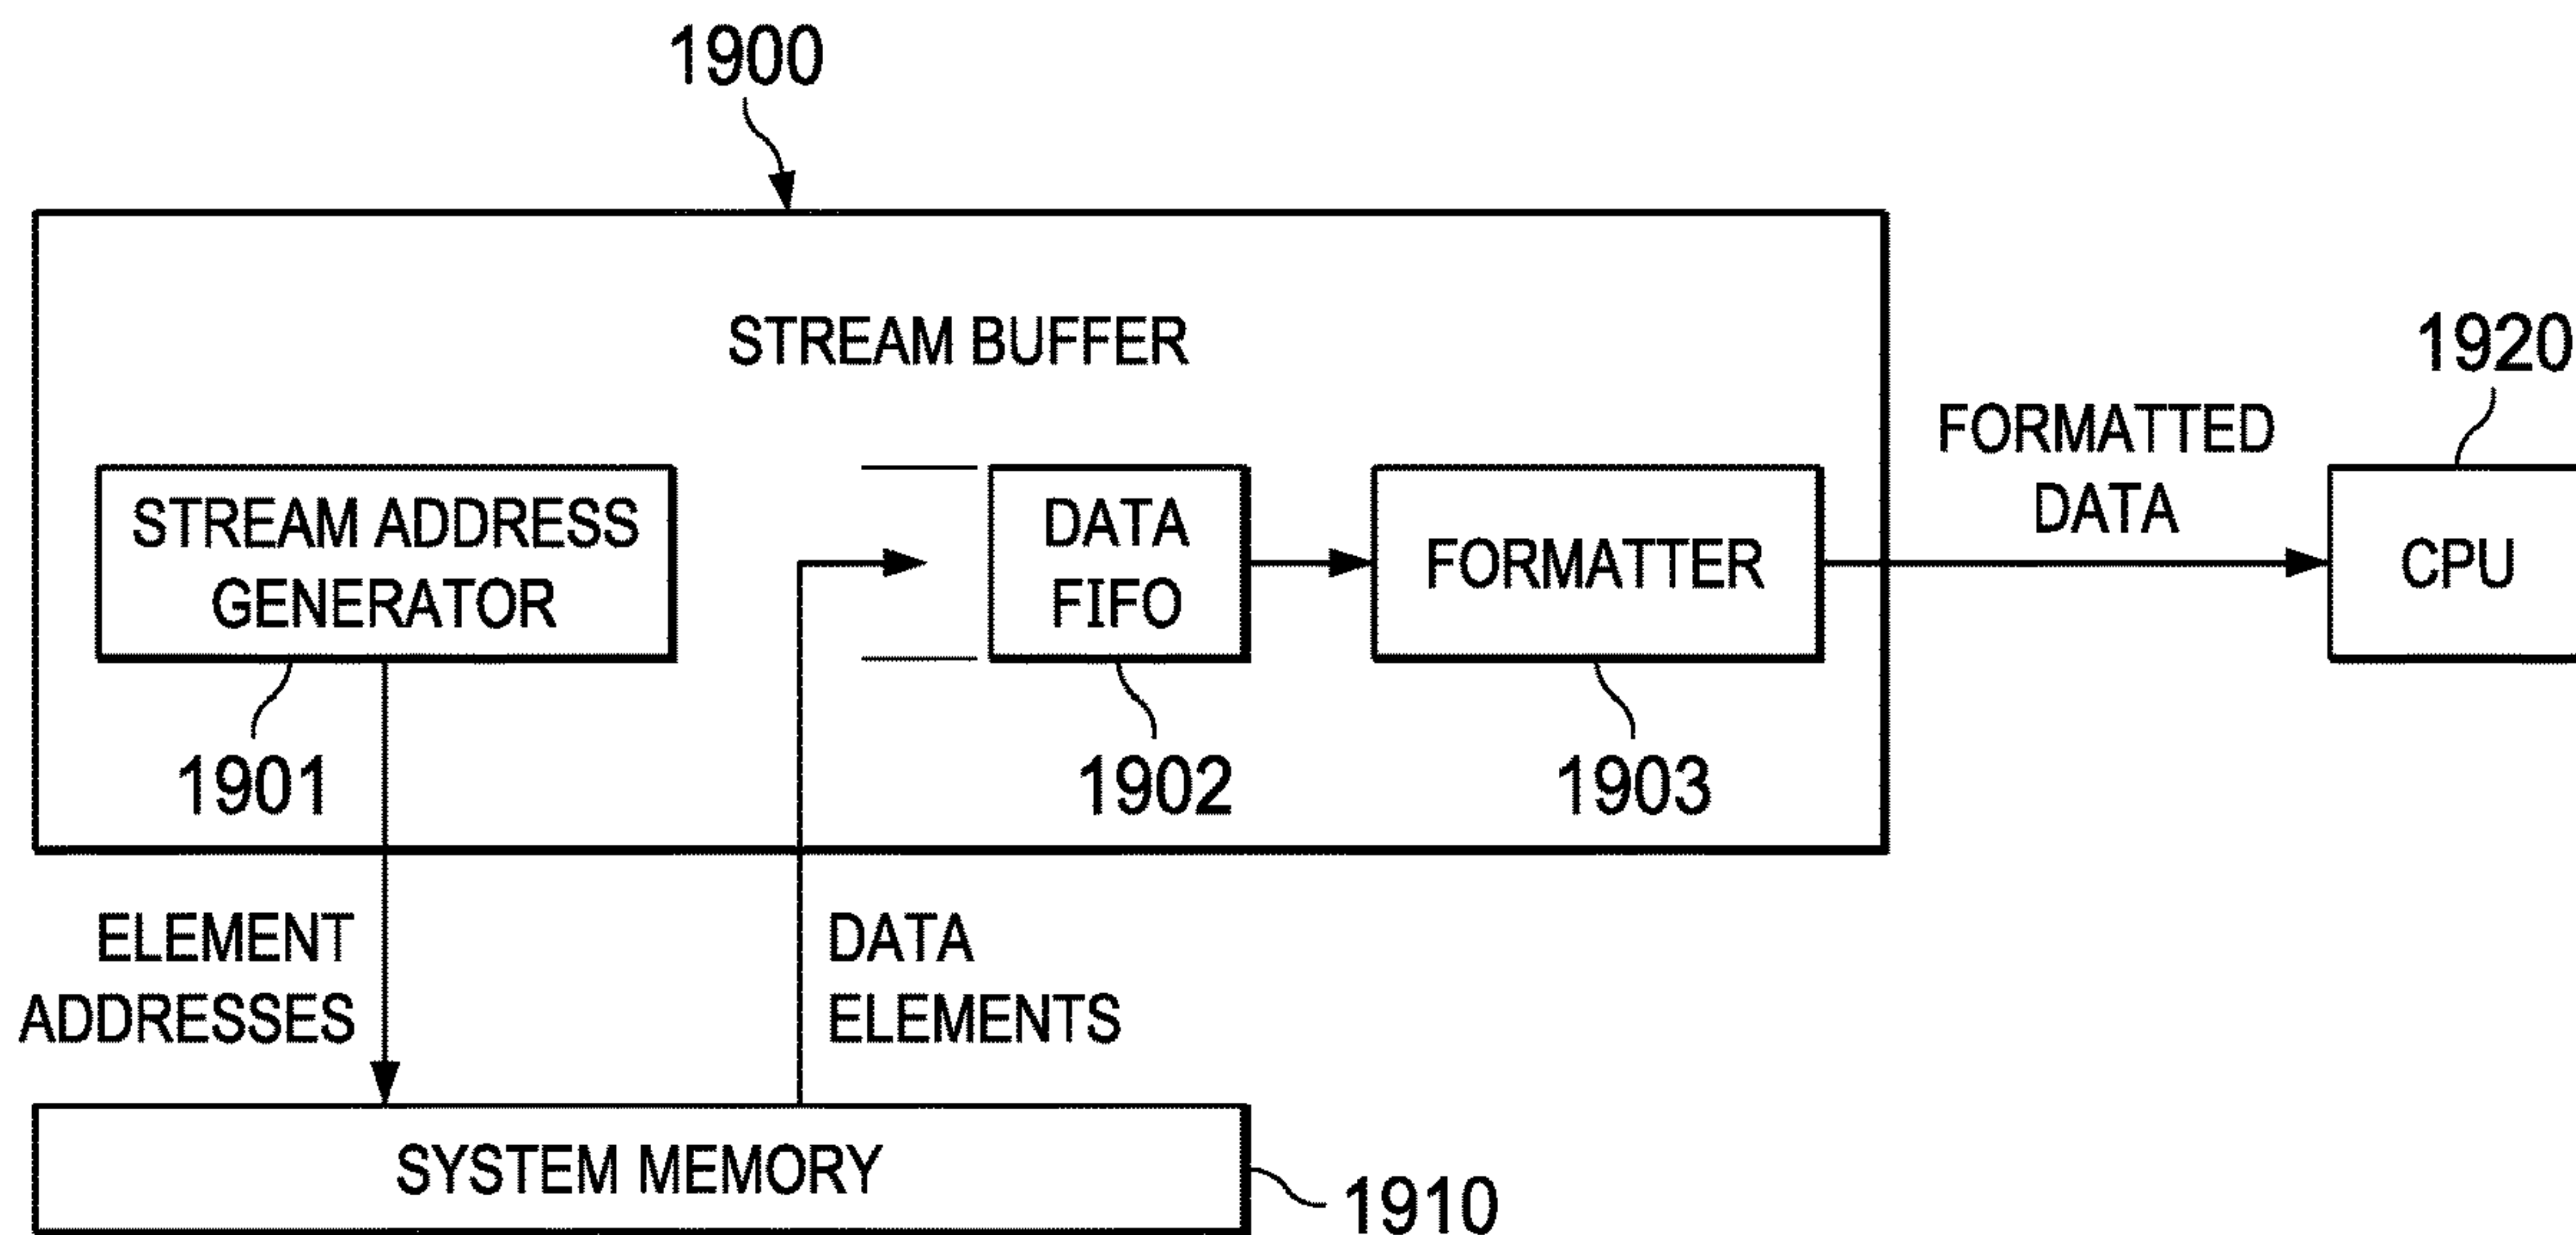 1900
STREAM BUFFER
1920
FORMATTED
DATA
STREAM ADDRESS
GENERATOR
DATA
FIFO
FORMATTER
CPU
1901
1902
1903
ELEMENT
ADDRESSES
DATA
ELEMENTS
SYSTEM MEMORY
1910